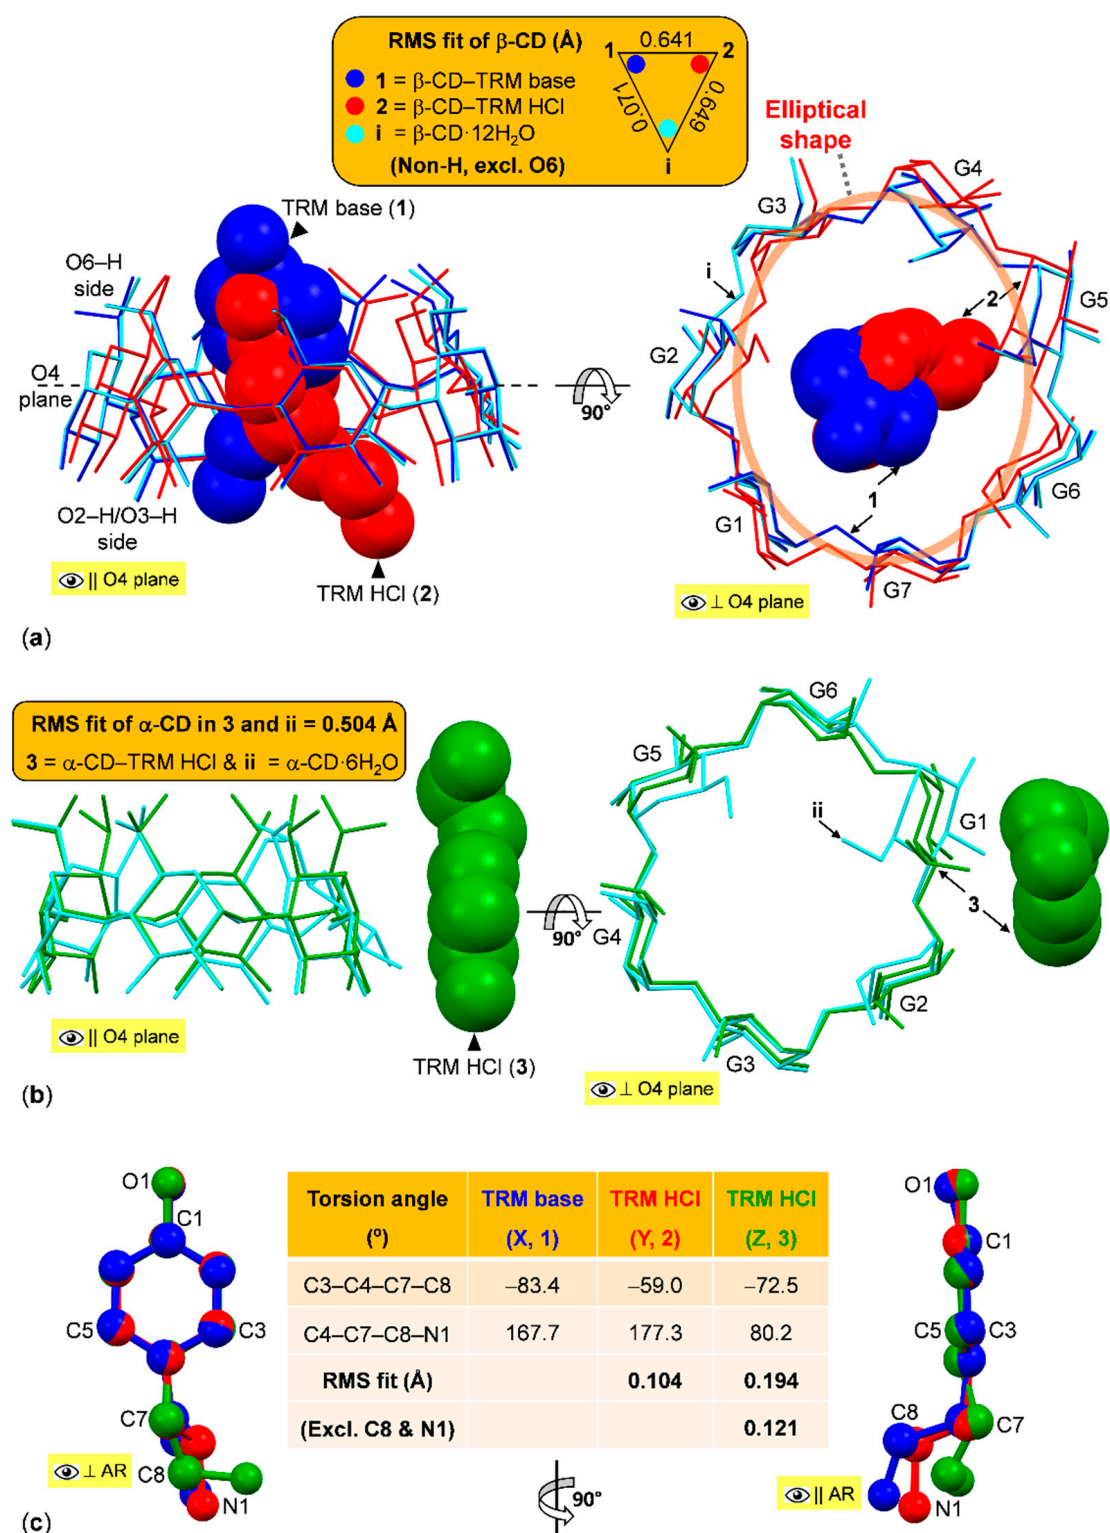 RMS fit of β-CD (Å)
1 = β-CD–TRM base
2 = β-CD–TRM HCl
i = β-CD·12H₂O
(Non-H, excl. O6)
1
0.641
2
0.071
0.649
i
TRM base (1)
O6–H
side
O4
plane
O2–H/O3–H
side
|| O4 plane
TRM HCl (2)
90°
Elliptical
shape
G3
G4
i
2
G5
G2
G6
1
G1
G7
⊥ O4 plane
(a)
RMS fit of α-CD in 3 and ii = 0.504 Å
3 = α-CD–TRM HCl & ii = α-CD·6H₂O
|| O4 plane
TRM HCl (3)
90°
G6
G5
ii
G1
3
G4
G2
G3
⊥ O4 plane
(b)
O1
C1
C5
C3
C7
C8
N1
⊥ AR
Torsion angle
(º)
TRM base
(X, 1)
TRM HCl
(Y, 2)
TRM HCl
(Z, 3)
C3–C4–C7–C8 –83.4 –59.0 –72.5
C4–C7–C8–N1 167.7 177.3 80.2
RMS fit (Å) 0.104 0.194
(Excl. C8 & N1) 0.121
90°
O1
C1
C5
C3
C8
C7
N1
|| AR
(c)